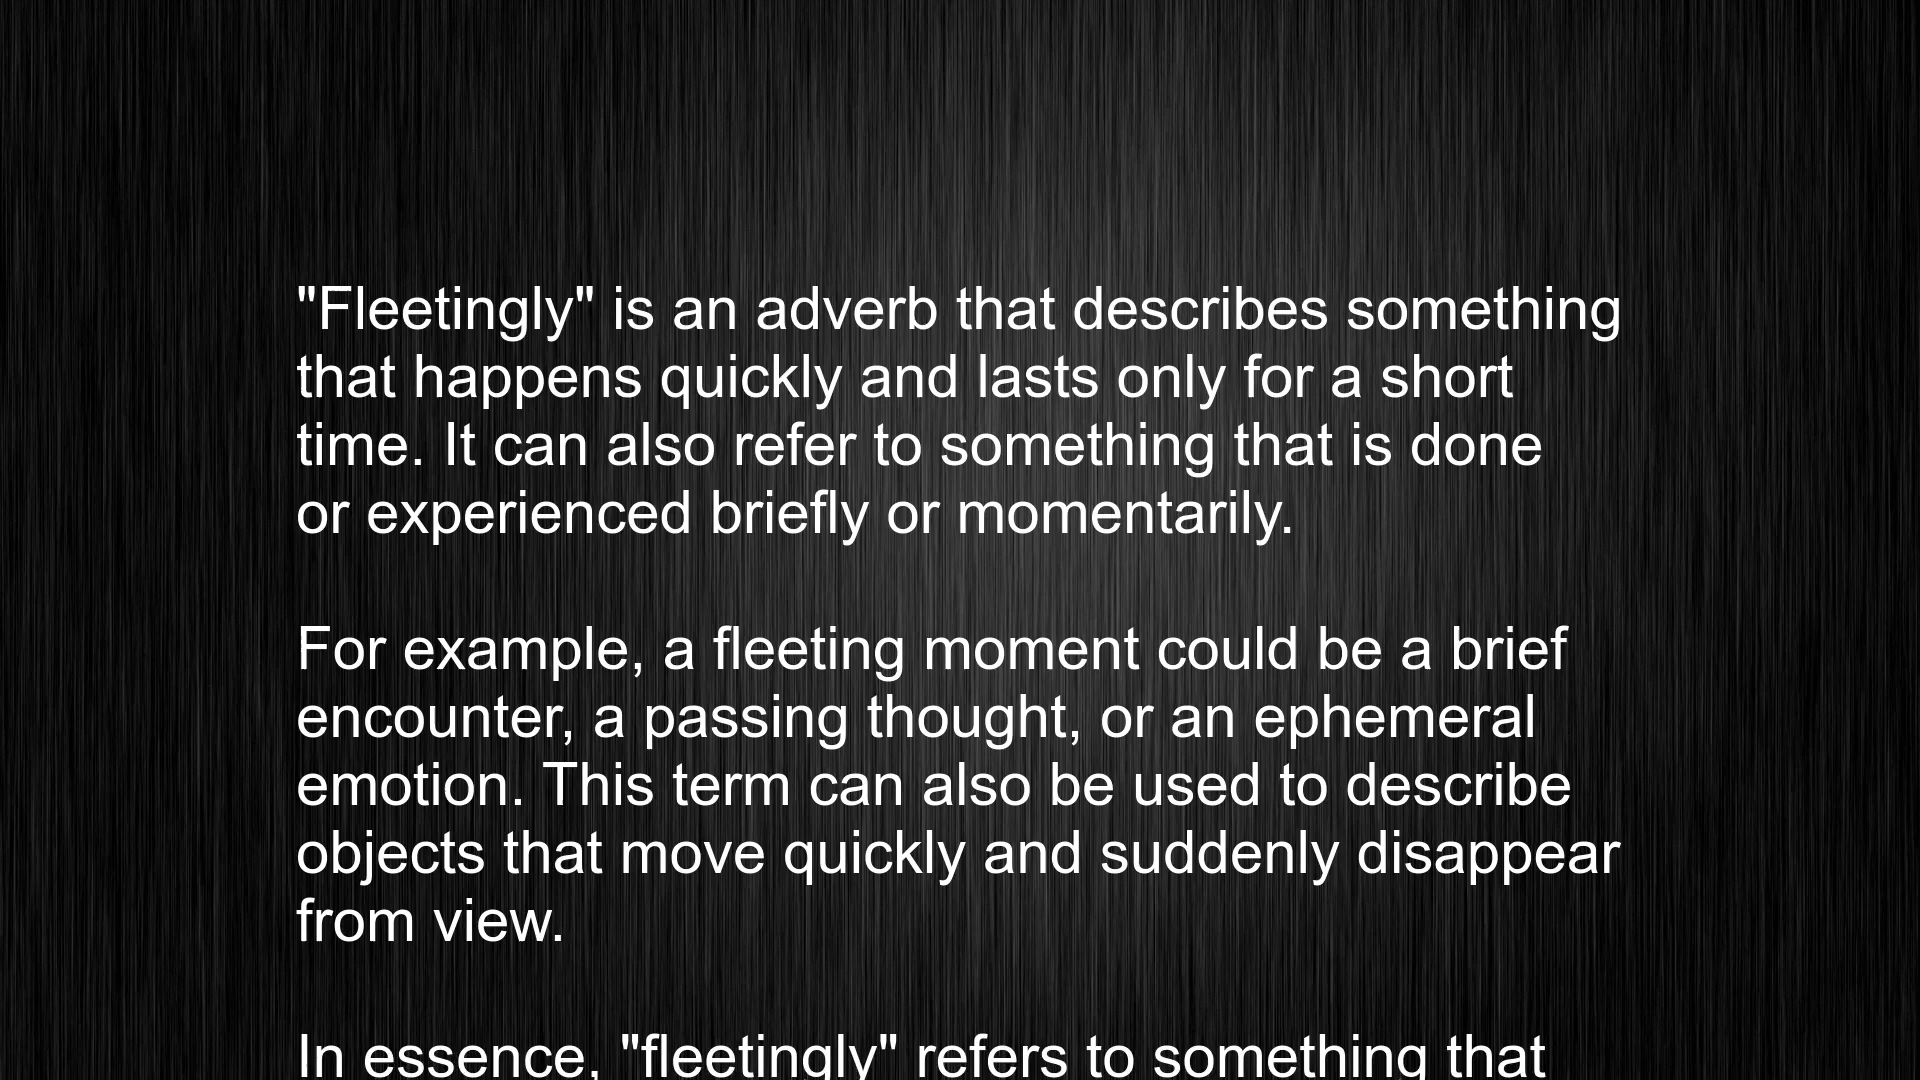 "Fleetingly" is an adverb that describes something
that happens quickly and lasts only for a short
time. It can also refer to something that is done
or experienced briefly or momentarily.
For example, a fleeting moment could be a brief
encounter, a passing thought, or an ephemeral
emotion. This term can also be used to describe
objects that move quickly and suddenly disappear
from view.
In essence, "fleetingly" refers to something that